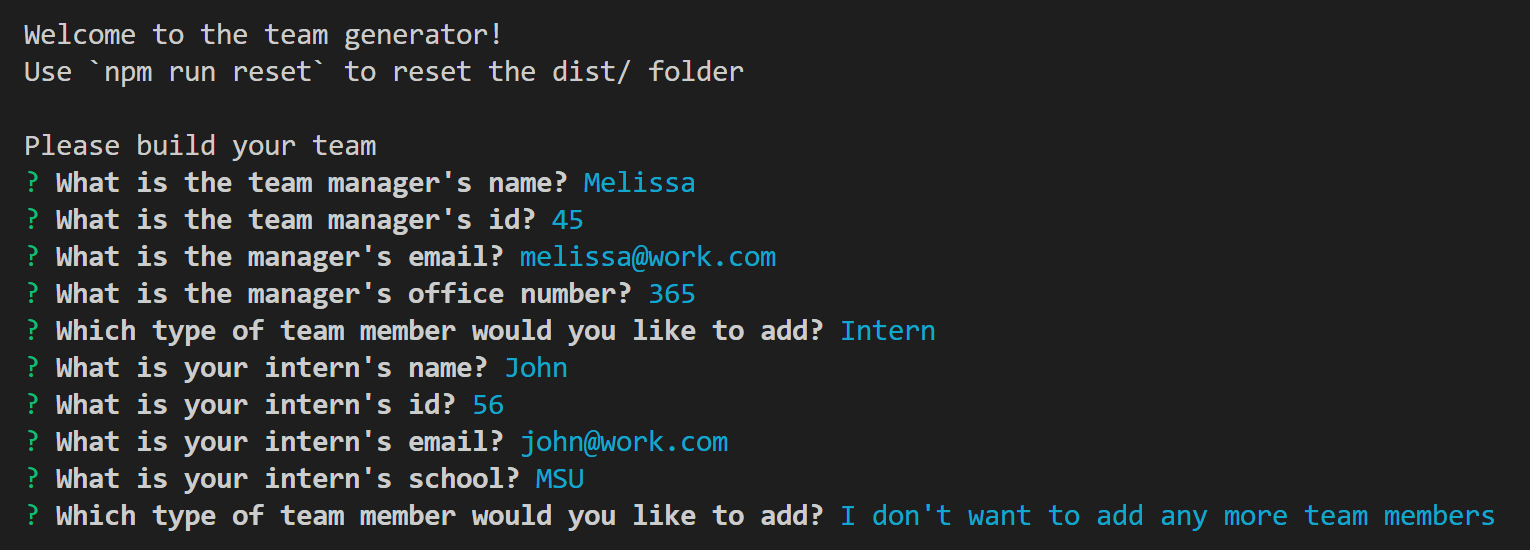 Welcome to the team generator!
Use `npm run reset` to reset the dist/ folder
Please build your team
? What is the team manager's name? Melissa
? What is the team manager's id? 45
? What is the manager's email? melissa@work.com
? What is the manager's office number? 365
? Which type of team member would you like to add? Intern
? What is your intern's name? John
? What is your intern's id? 56
? What is your intern's email? john@work.com
? What is your intern's school? MSU
? Which type of team member would you like to add? I don't want to add any more team members